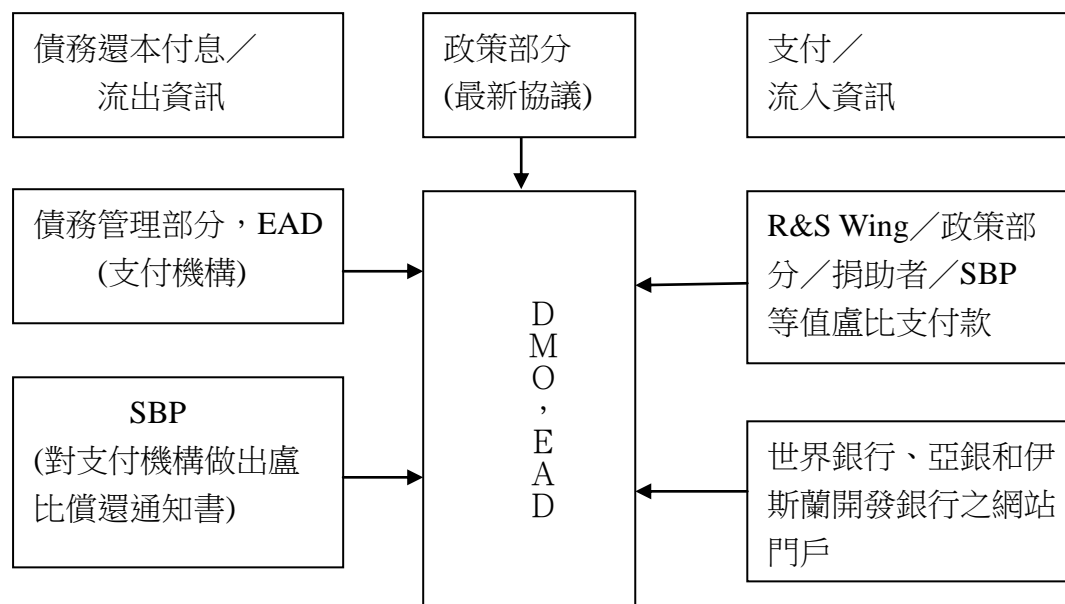 債務還本付息／
流出資訊
政策部分
(最新協議)
支付／
流入資訊
債務管理部分，EAD
(支付機構)
R&S Wing／政策部
分／捐助者／SBP
等值盧比支付款
DMO，EAD
SBP
(對支付機構做出盧
比償還通知書)
世界銀行、亞銀和伊
斯蘭開發銀行之網站
門戶